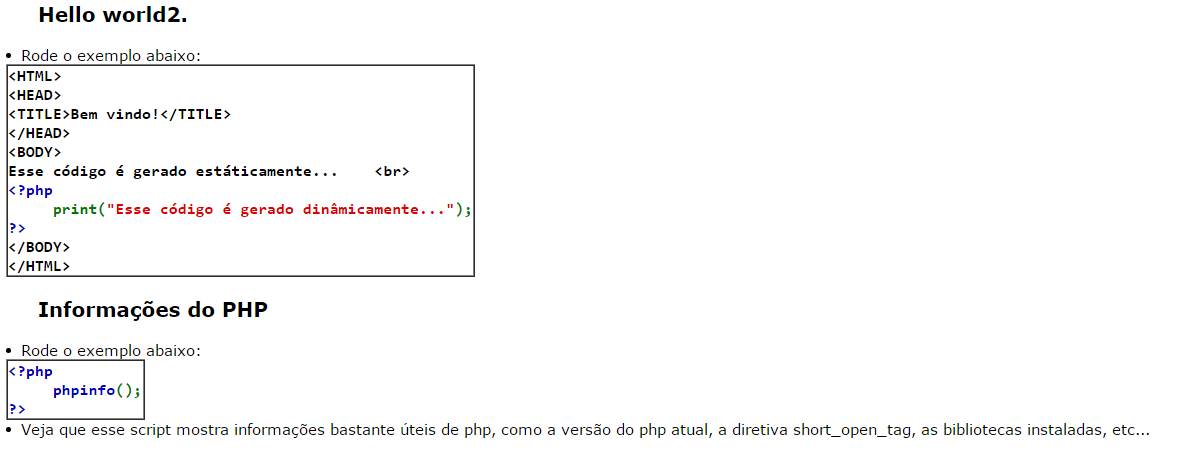 Hello world2.
• Rode o exemplo abaixo:
<HTML>
<HEAD>
<TITLE>Bem vindo!</TITLE>
</HEAD>
<BODY>
Esse código é gerado estáticamente...    <br>
<?php
     print("Esse código é gerado dinâmicamente...");
?>
</BODY>
</HTML>
Informações do PHP
• Rode o exemplo abaixo:
<?php
     phpinfo();
?>
• Veja que esse script mostra informações bastante úteis de php, como a versão do php atual, a diretiva short_open_tag, as bibliotecas instaladas, etc...